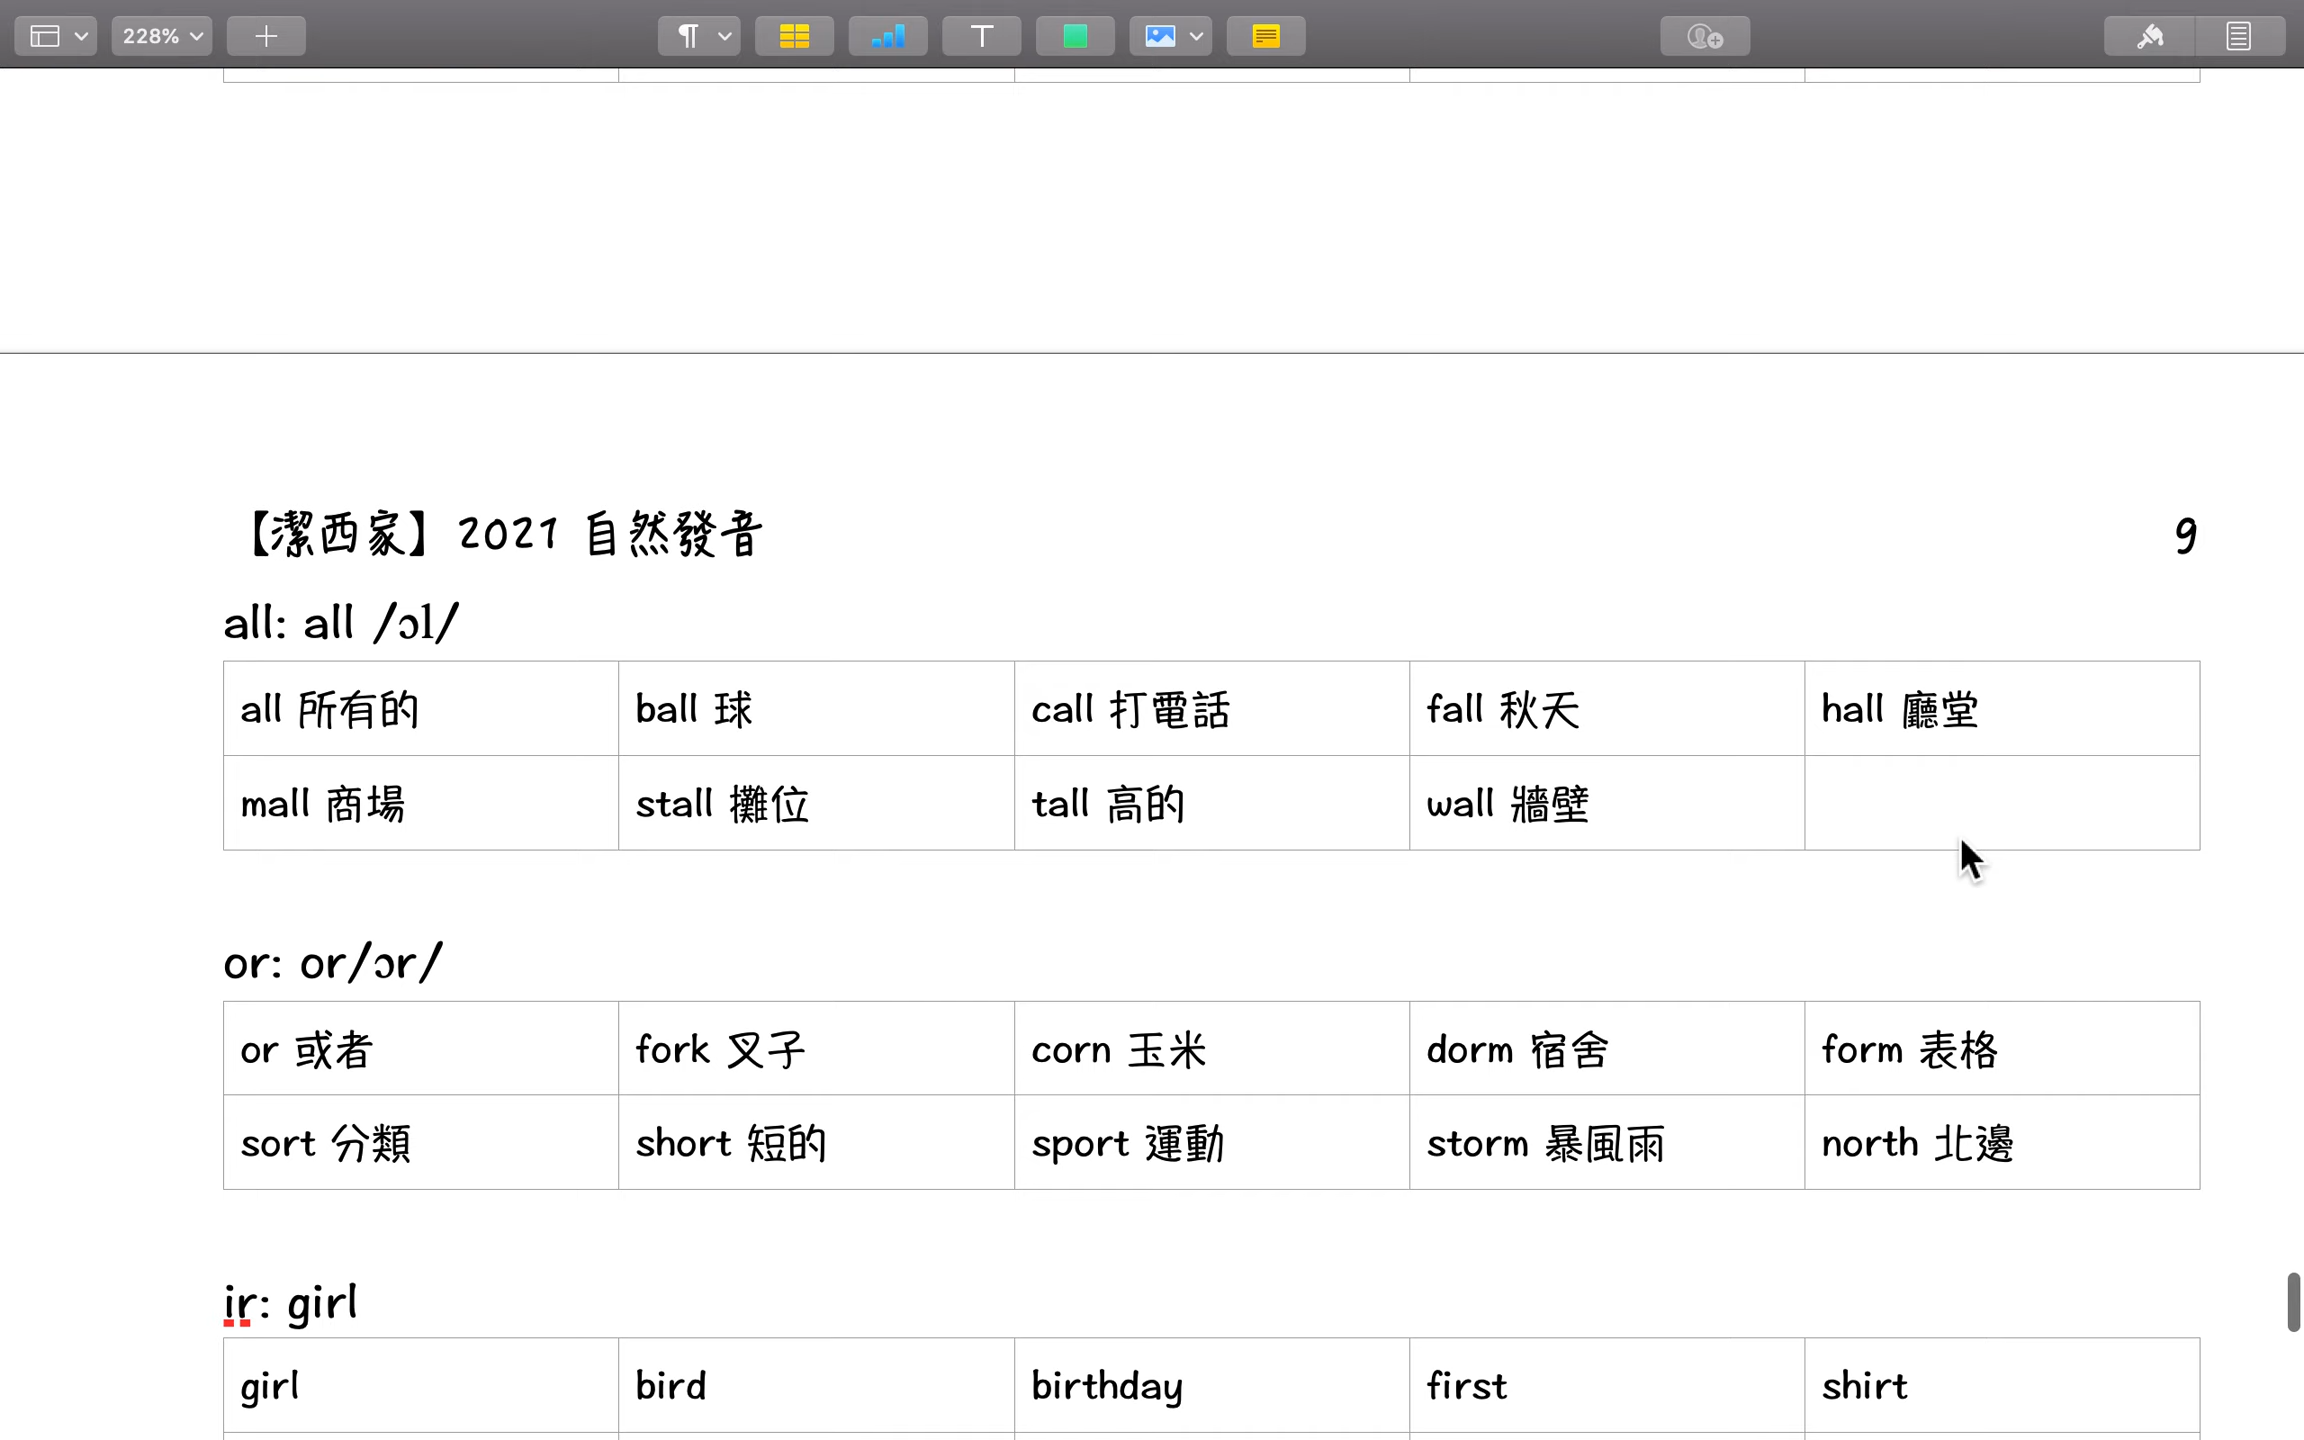 228%
【潔西家】2021 自然發音 9
all: all /ɔl/
all 所有的 ball 球 call 打電話 fall 秋天 hall 廳堂
mall 商場 stall 攤位 tall 高的 wall 牆壁
or: or/ɔr/
or 或者 fork 叉子 corn 玉米 dorm 宿舍 form 表格
sort 分類 short 短的 sport 運動 storm 暴風雨 north 北邊
ir: girl
girl bird birthday first shirt